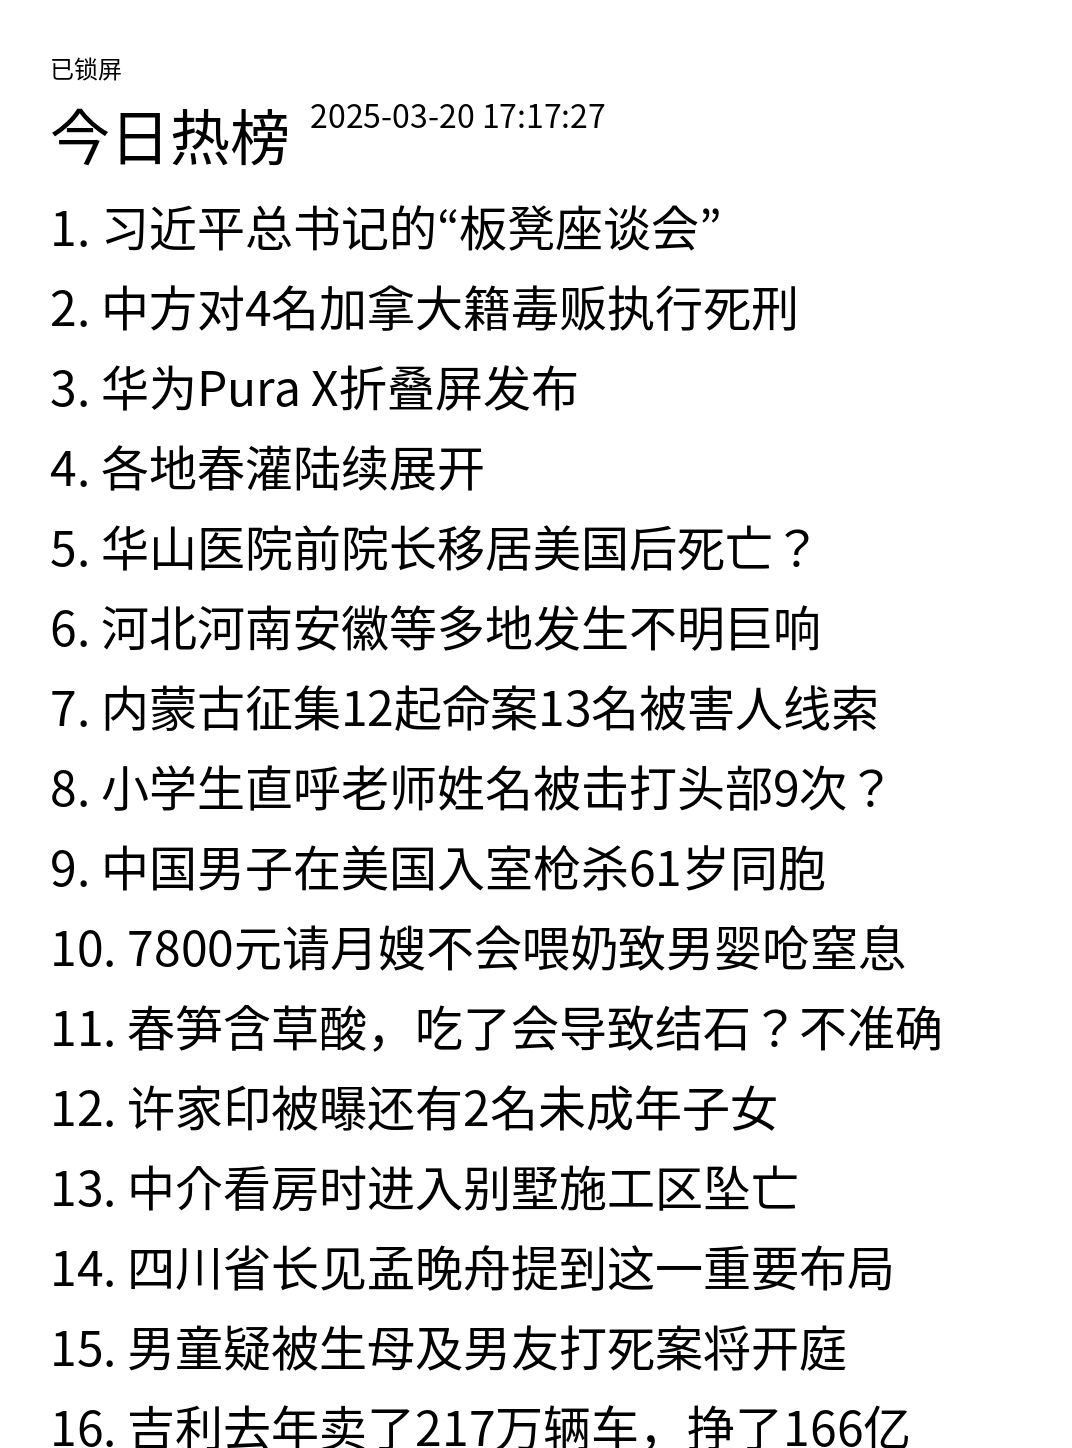 已锁屏
今日热榜 2025-03-20 17:17:27
1. 习近平总书记的“板凳座谈会”
2. 中方对4名加拿大籍毒贩执行死刑
3. 华为Pura X折叠屏发布
4. 各地春灌陆续展开
5. 华山医院前院长移居美国后死亡？
6. 河北河南安徽等多地发生不明巨响
7. 内蒙古征集12起命案13名被害人线索
8. 小学生直呼老师姓名被击打头部9次？
9. 中国男子在美国入室枪杀61岁同胞
10. 7800元请月嫂不会喂奶致男婴呛窒息
11. 春笋含草酸，吃了会导致结石？不准确
12. 许家印被曝还有2名未成年子女
13. 中介看房时进入别墅施工区坠亡
14. 四川省长见孟晚舟提到这一重要布局
15. 男童疑被生母及男友打死案将开庭
16. 吉利去年卖了217万辆车，挣了166亿